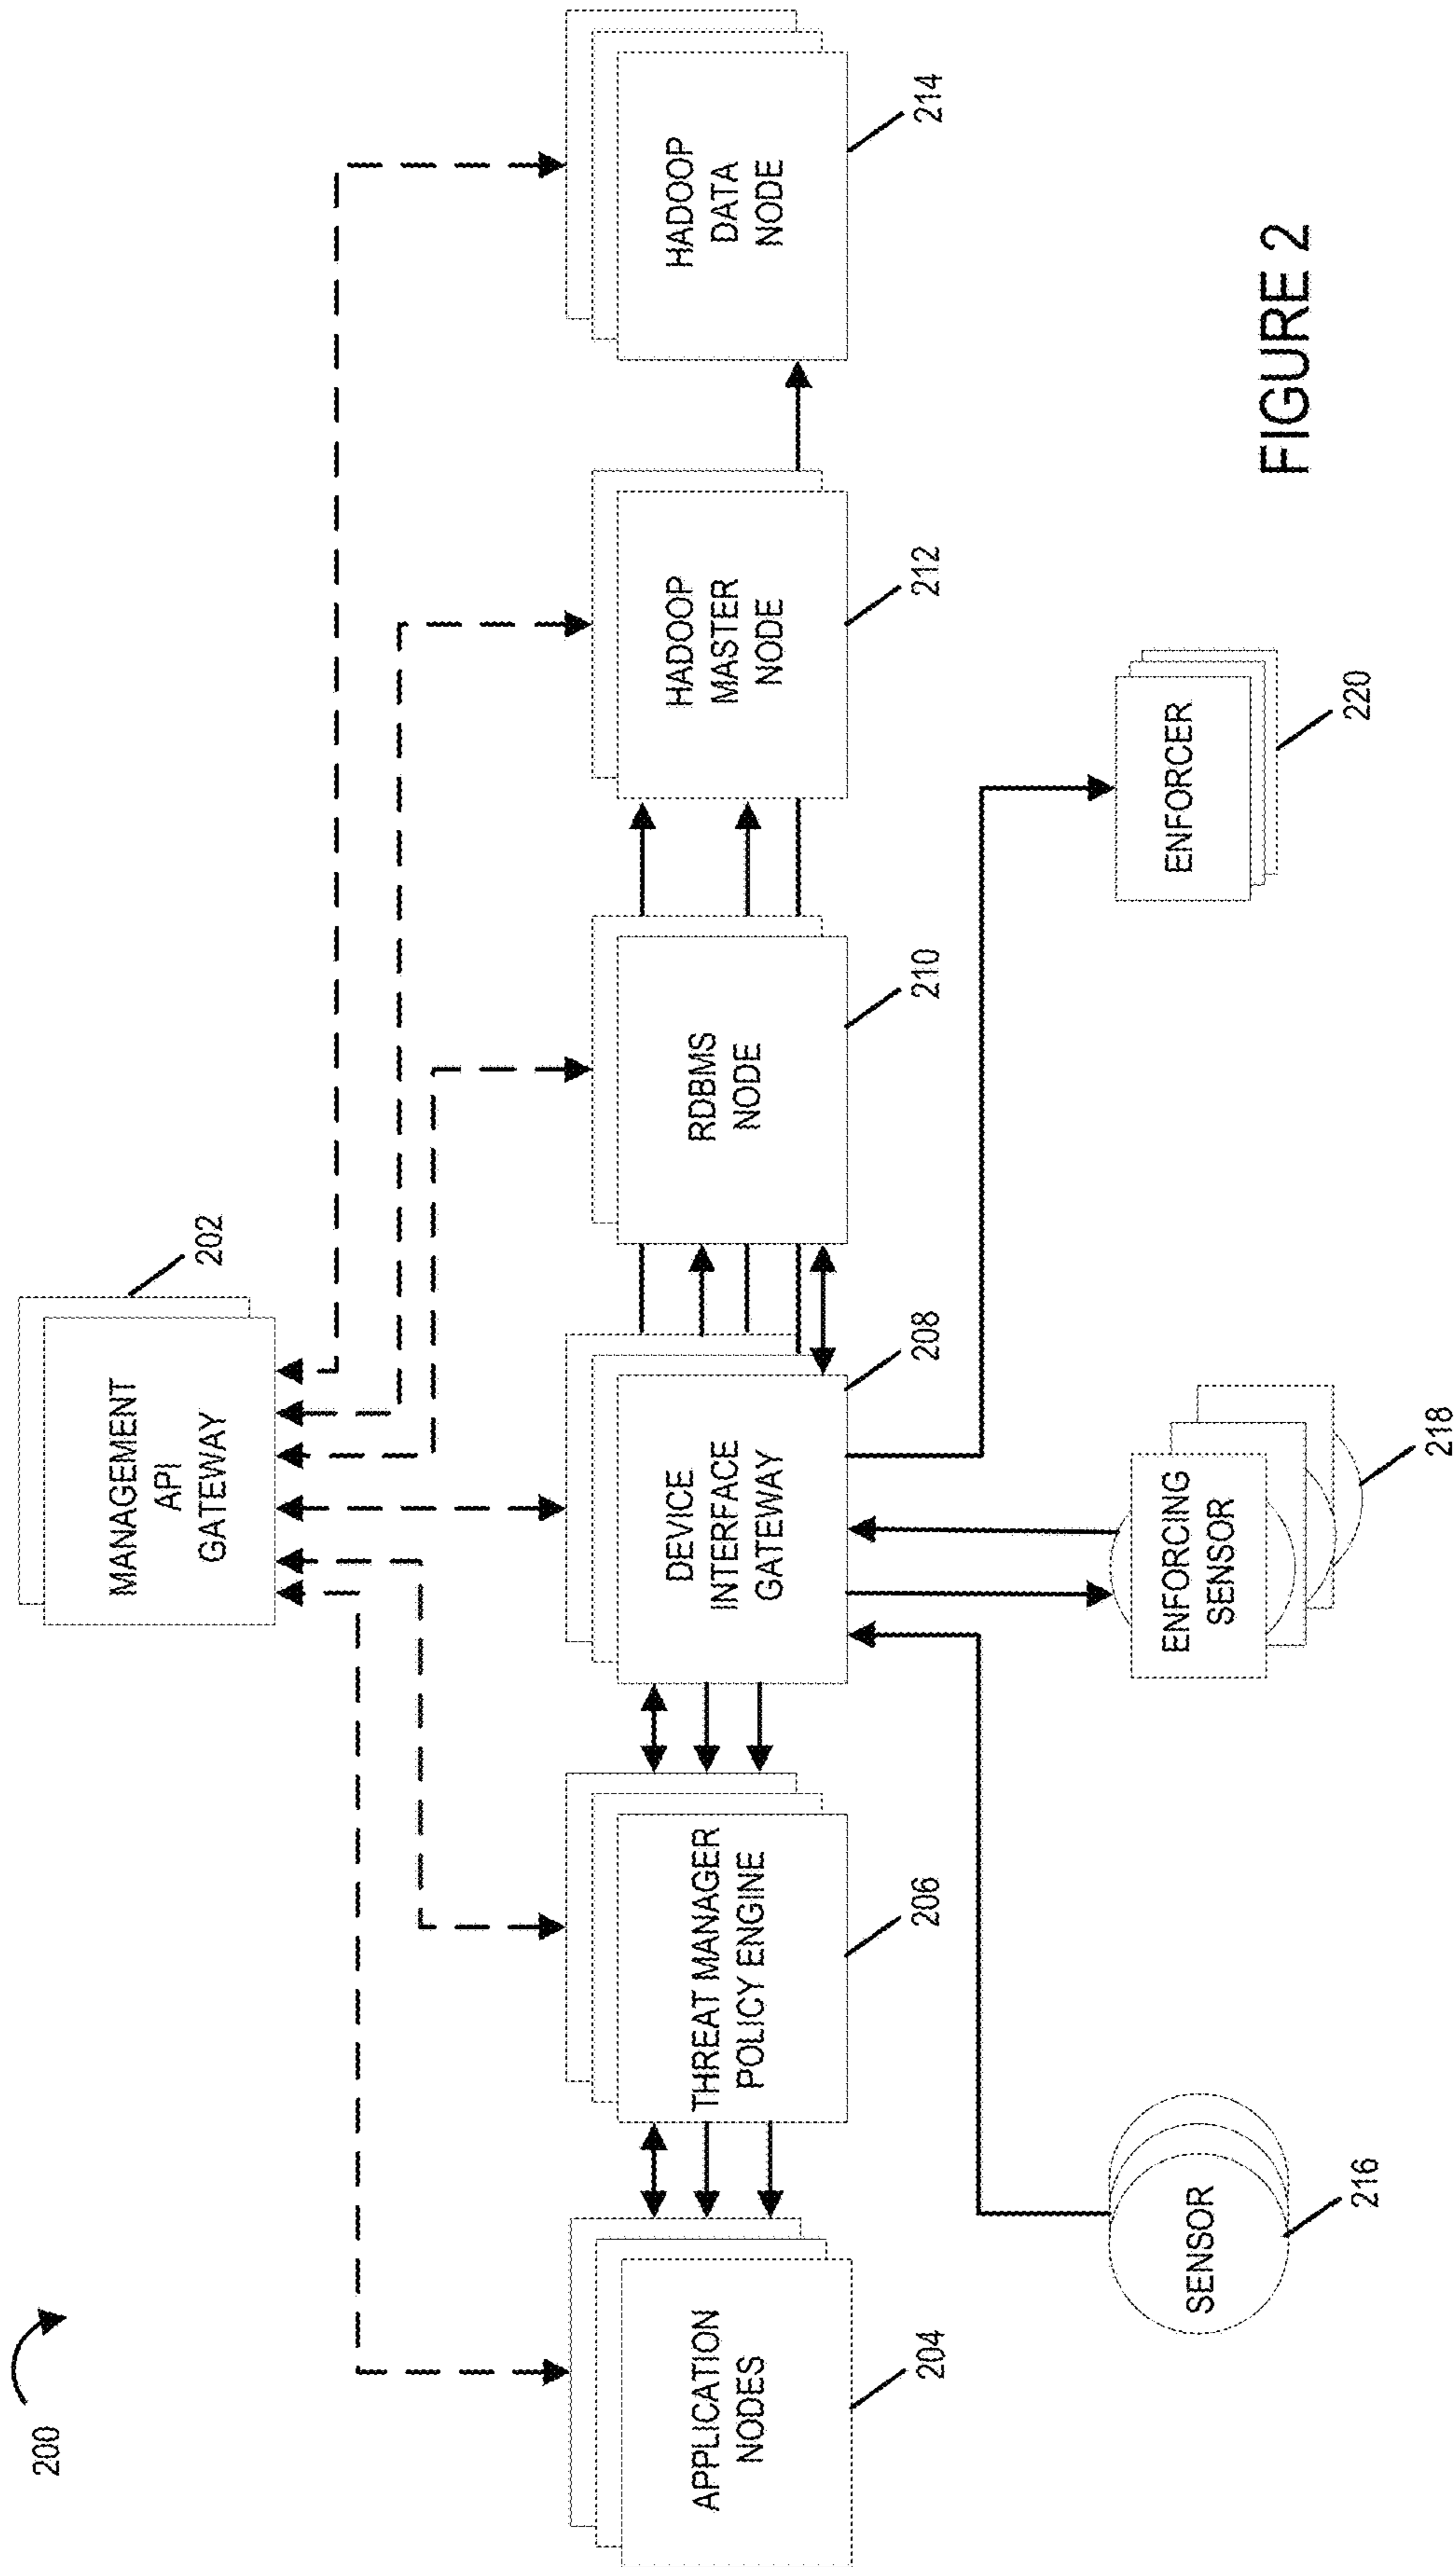 200
MANAGEMENT
API
GATEWAY
202
APPLICATION
NODES
204
THREAT MANAGER
POLICY ENGINE
206
DEVICE
INTERFACE
GATEWAY
208
RDBMS
NODE
210
HADOOP
MASTER
NODE
212
HADOOP
DATA
NODE
214
SENSOR
216
ENFORCING
SENSOR
218
ENFORCER
220
FIGURE 2